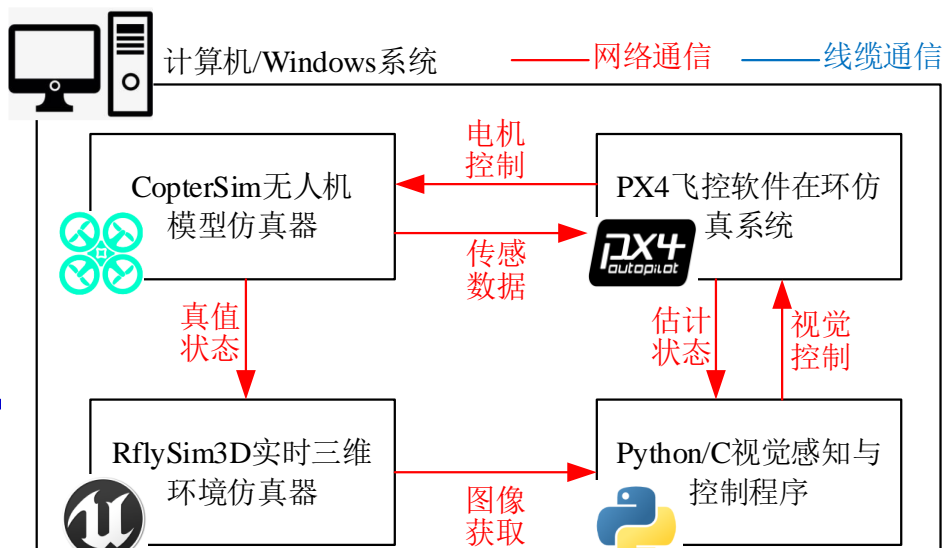 计算机/Windows系统
网络通信
线缆通信
电机
控制
CopterSim无人机
模型仿真器
PX4飞控软件在环仿
真系统
px4
autopilot
传感
数据
真值
状态
估计
状态
视觉
控制
RflySim3D实时三维
环境仿真器
Python/C视觉感知与
控制程序
图像
获取